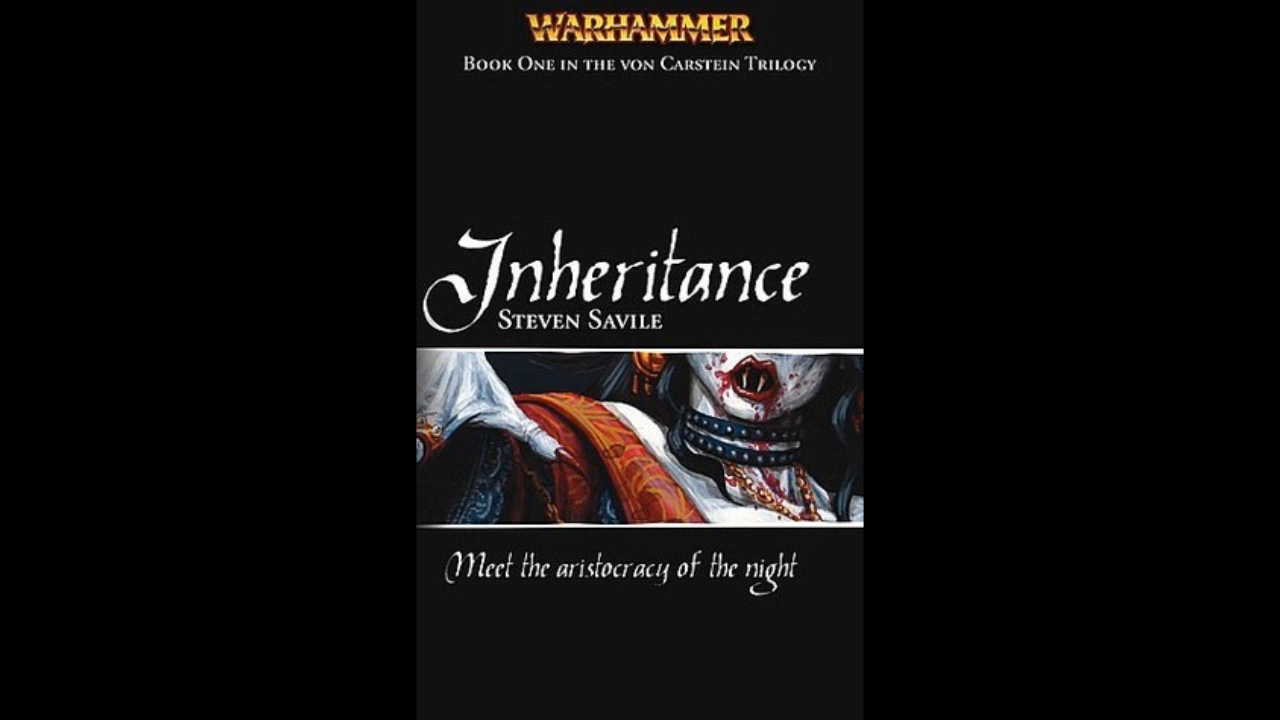 WARHAMMER
BOOK ONE IN THE VON CARSTEIN TRILOGY
Inheritance
STEVEN SAVILE
Meet the aristocracy of the night